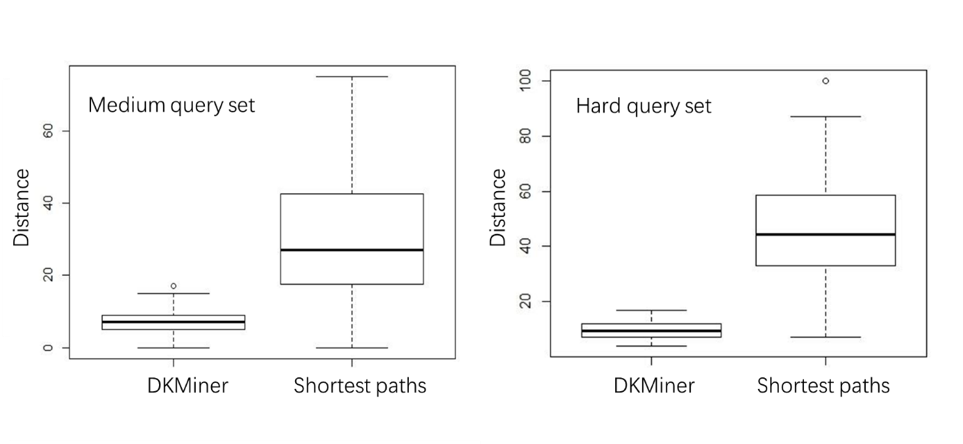 Medium query set
Distance
60
40
20
0
DKMiner
Shortest paths
Hard query set
Distance
100
80
60
40
20
DKMiner
Shortest paths